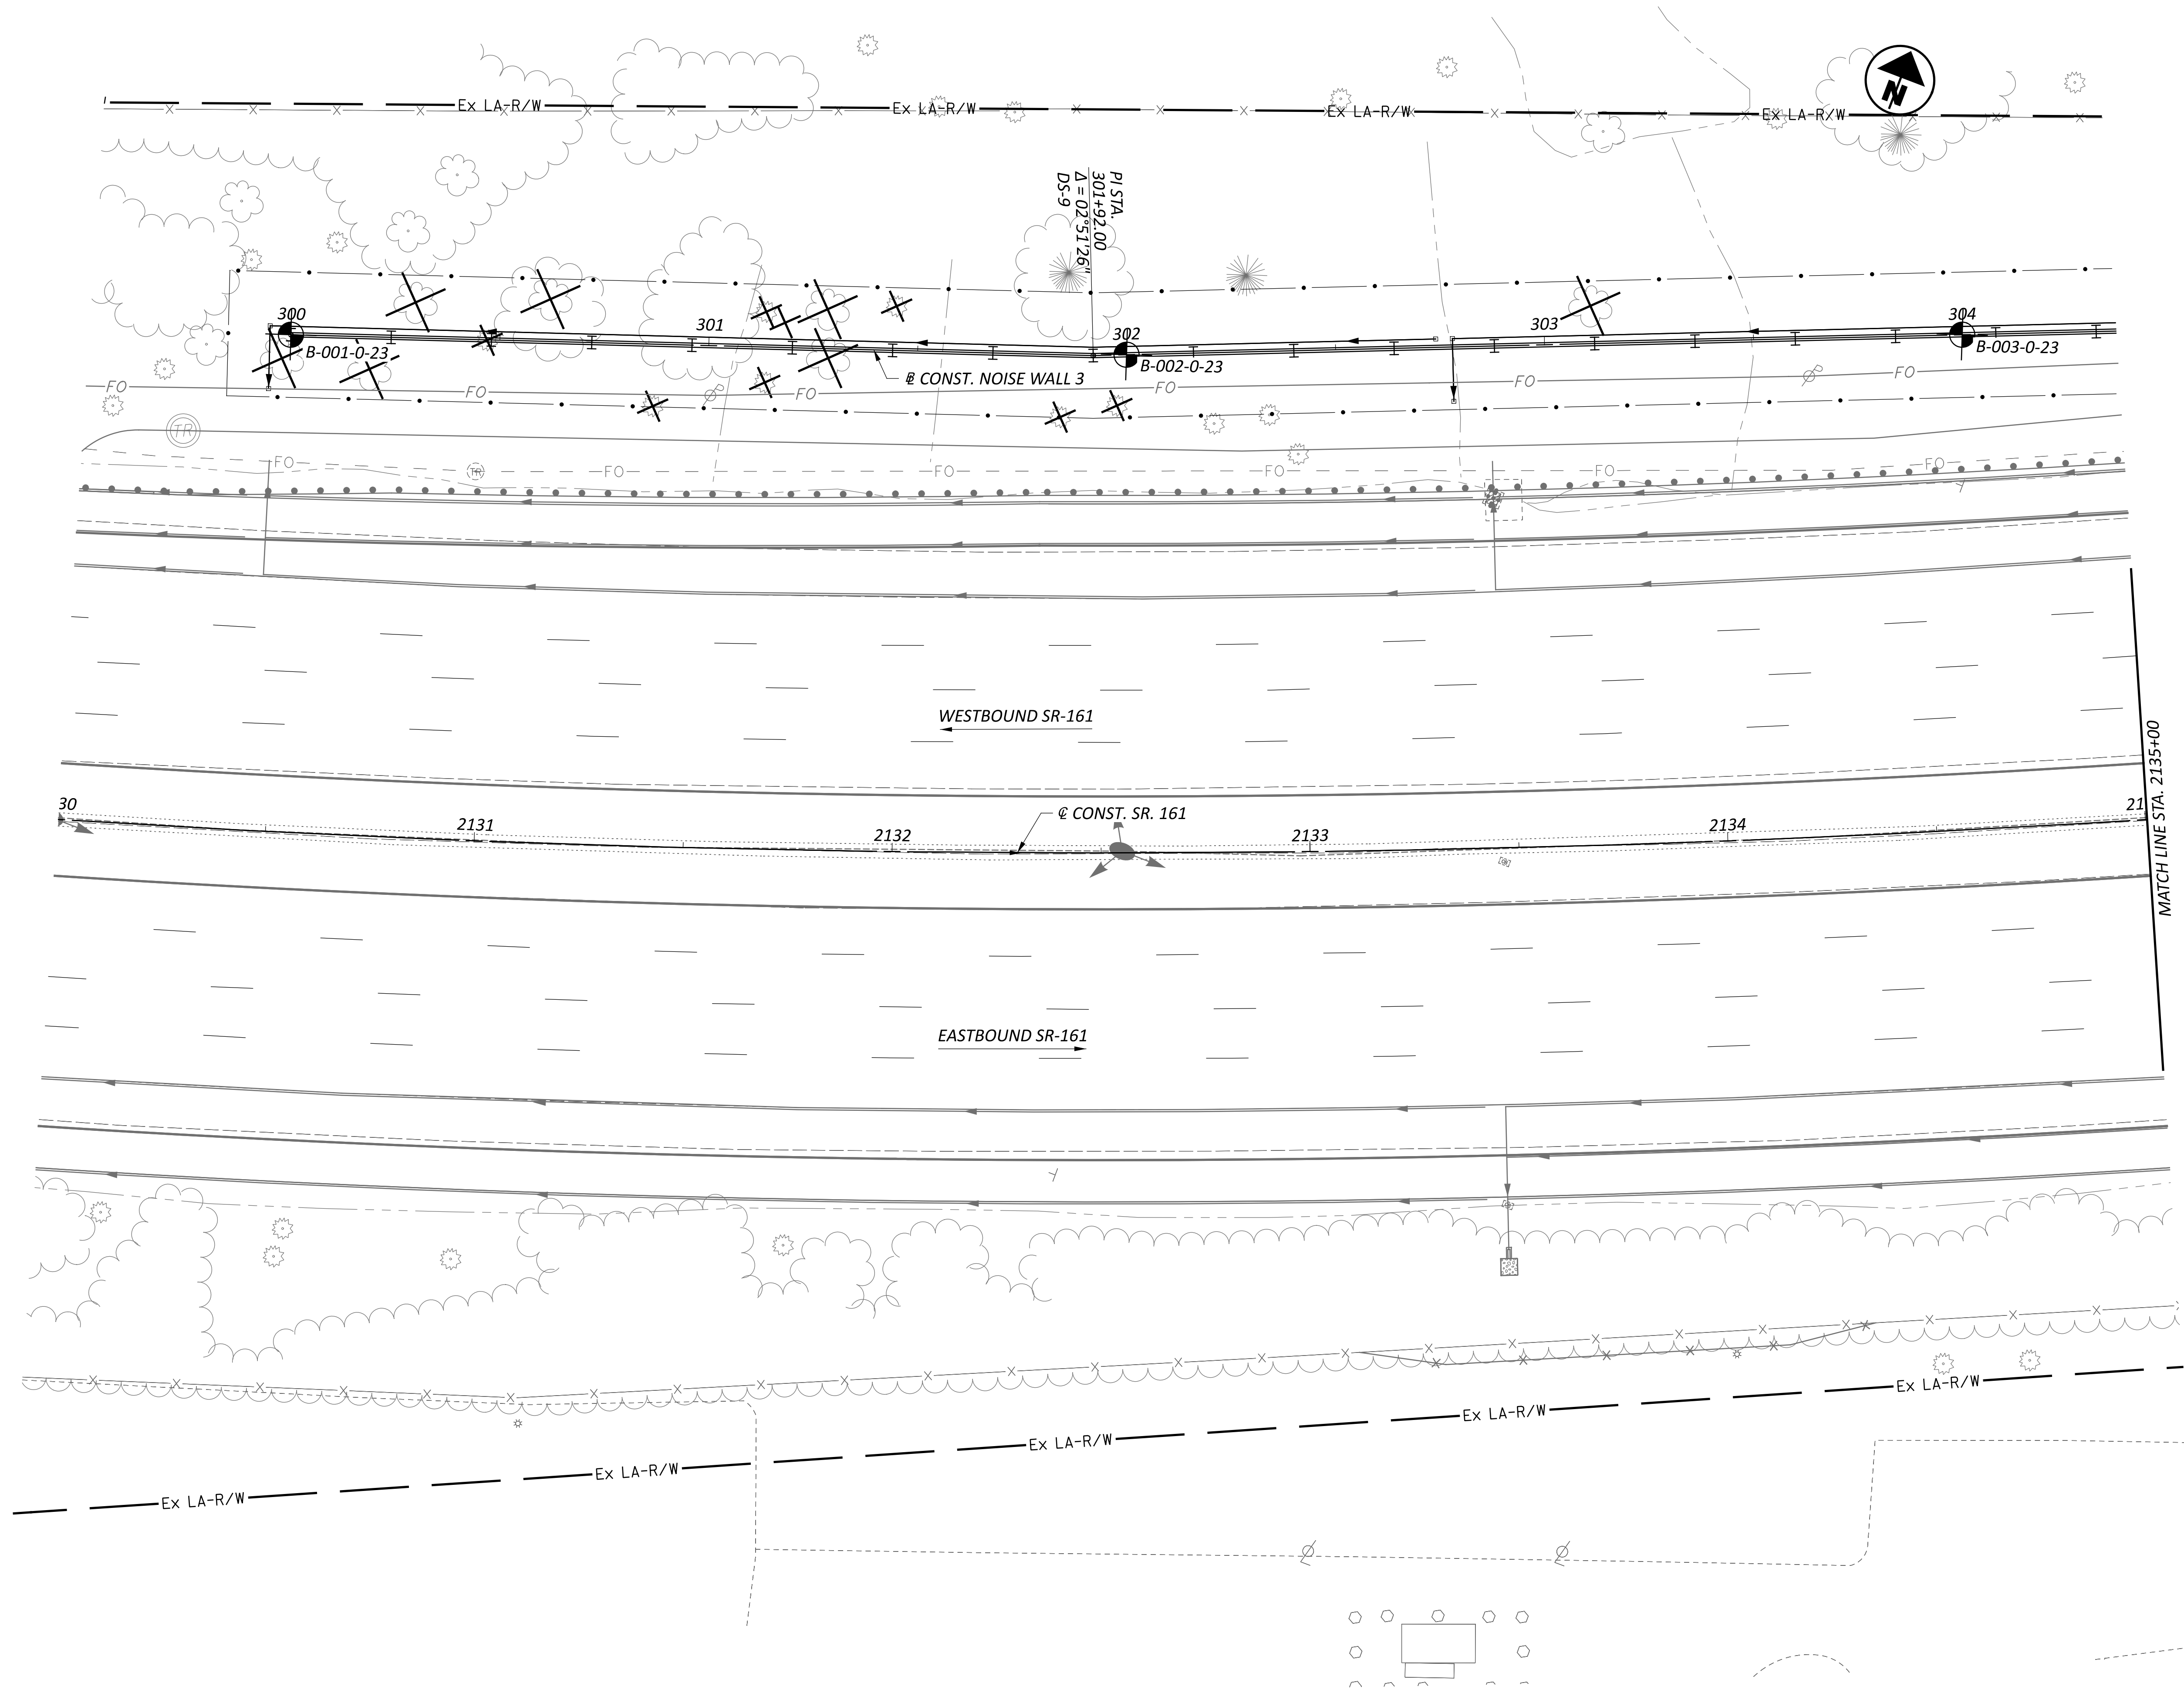 Ex LA-R/W
Ex LA-R/W
Ex LA-R/W
Ex LA-R/W
N
PI STA.
301+92.00
Δ = 02°51'26"
DS-9
300
301
302
303
304
B-001-0-23
B-002-0-23
B-003-0-23
℄ CONST. NOISE WALL 3
FO
FO
FO
FO
FO
FO
TR
FO
TR
FO
FO
FO
FO
FO
WESTBOUND SR-161
MATCH LINE STA. 2135+00
30
2131
2132
℄ CONST. SR. 161
2133
2134
21
EASTBOUND SR-161
Ex LA-R/W
Ex LA-R/W
Ex LA-R/W
Ex LA-R/W
Ex LA-R/W